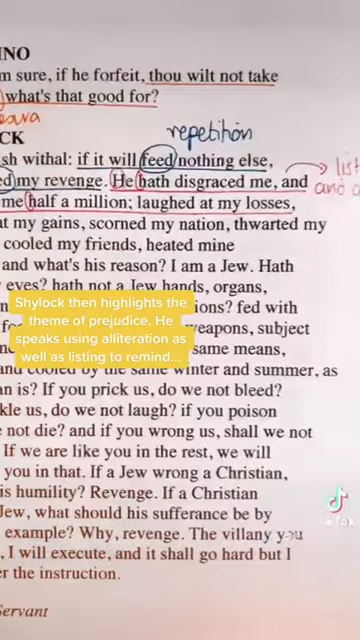 NO
m sure, if he forfeit, thou wilt not take
what's that good for?
repetition
CK
sh withal: if it will feed nothing else,
ed my revenge. He hath disgraced me, and
list
and a
me half a million; laughed at my losses,
at my gains, scorned my nation, thwarted my
cooled my friends, heated mine
and what's his reason? I am a Jew. Hath
eyes? hath not a Jew hands, organs,
Shylock then highlights the
theme of prejudice. He
speaks using alliteration as
well as listing to remind...
ions? fed with
weapons, subject
same means,
and cooled by the same winter and summer, as
an is? If you prick us, do we not bleed?
kle us, do we not laugh? if you poison
not die? and if you wrong us, shall we not
If we are like you in the rest, we will
you in that. If a Jew wrong a Christian,
is humility? Revenge. If a Christian
Jew, what should his sufferance be by
example? Why, revenge. The villany you
, I will execute, and it shall go hard but I
er the instruction.
Servant
TikTok